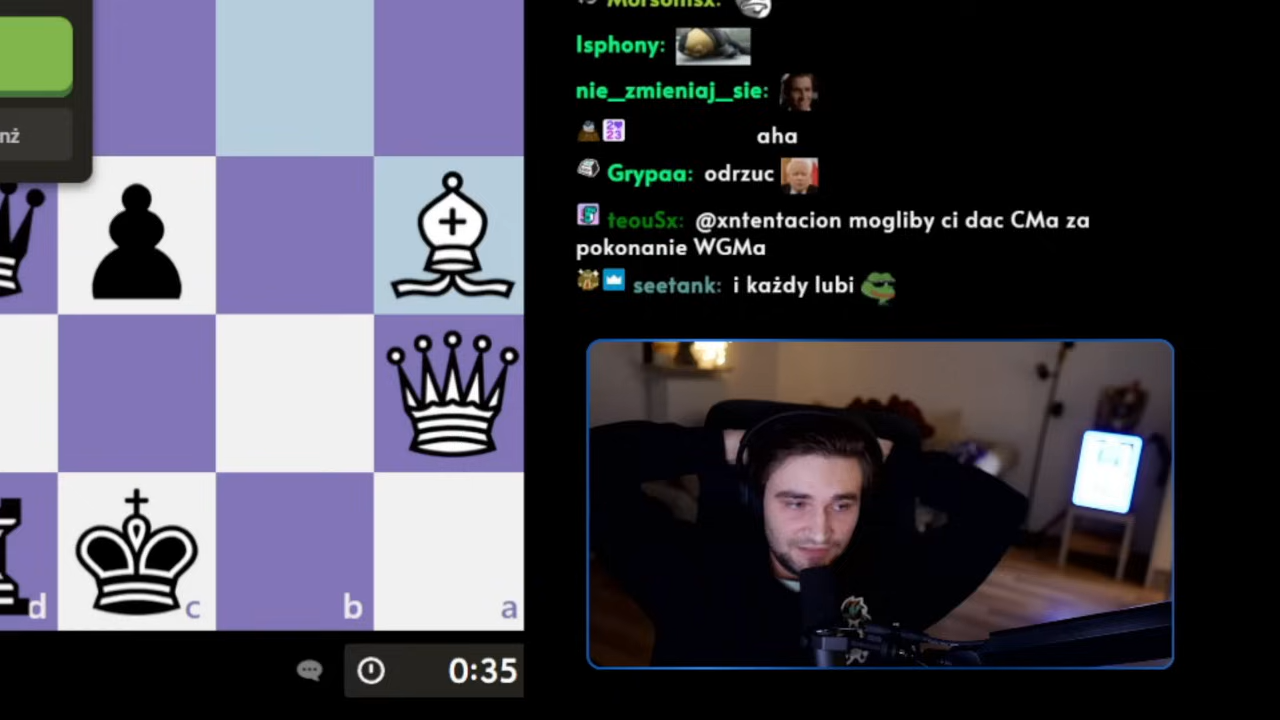 Morsomsx:
Isphony:
nie_zmieniaj_sie:
aha
Grypaa: odrzuc
teouSx: @xntentacion mogliby ci dac CMa za
pokonanie WGMa
seetank: i każdy lubi
nż
d
c
b
a
0:35